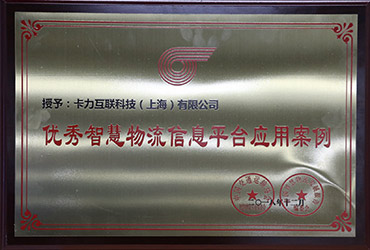 授予：卡力互联科技（上海）有限公司
优秀智慧物流信息平台应用案例
二〇一八年十一月